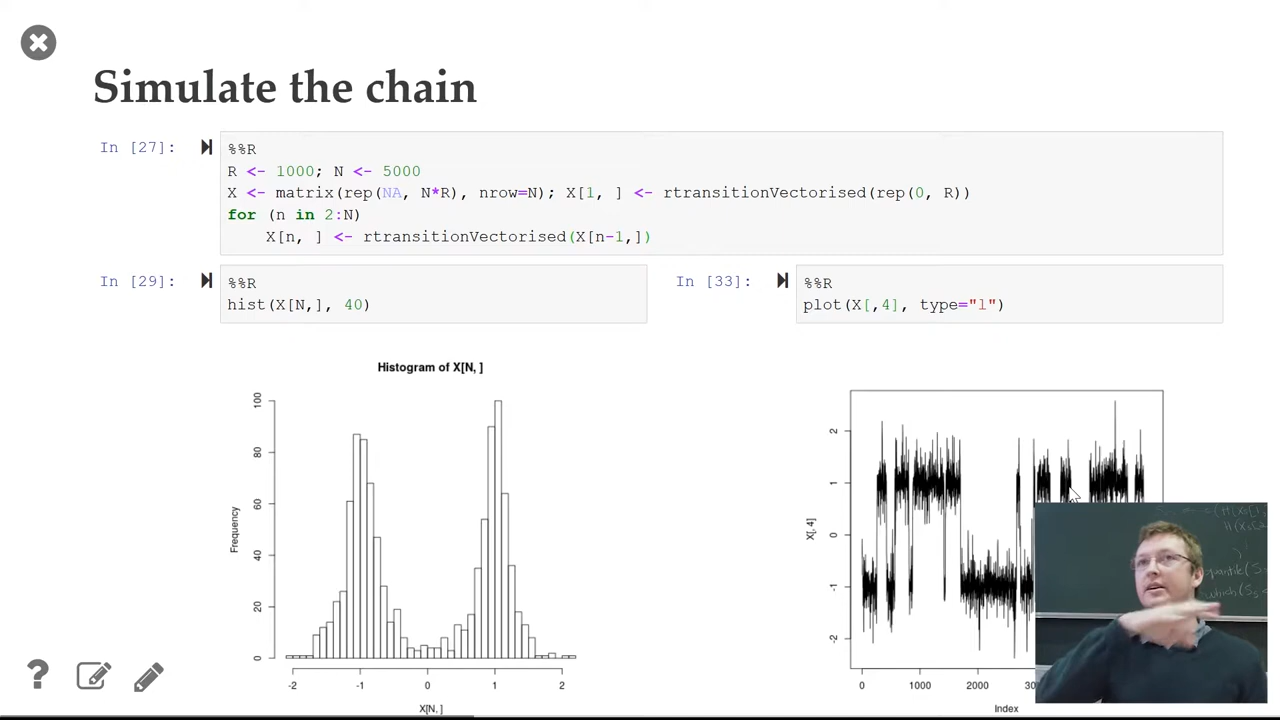 Simulate the chain
In [27]:
%%R
R <- 1000; N <- 5000
X <- matrix(rep(NA, N*R), nrow=N); X[1, ] <- rtransitionVectorised(rep(0, R))
for (n in 2:N)
X[n, ] <- rtransitionVectorised(X[n-1,])
In [29]:
%%R
hist(X[N,], 40)
In [33]:
%%R
plot(X[,4], type="l")
Histogram of X[N, ]
Frequency
100
80
60
40
20
0
-2 -1 0 1 2
X[N, ]
X[, 4]
2
1
0
-1
-2
0 1000 2000
Index
?